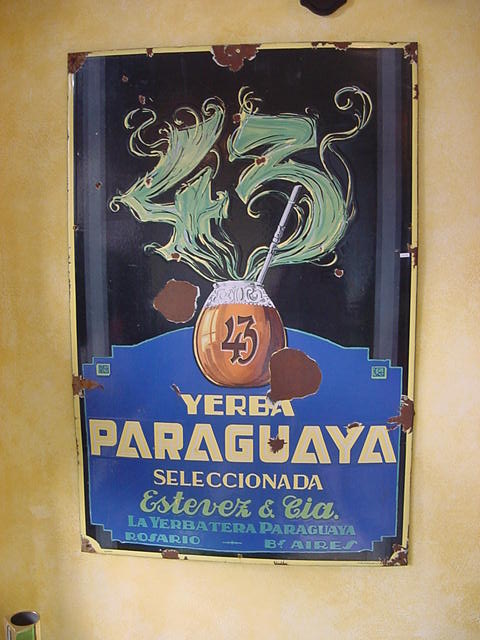 43
43
YERBA
PARAGUAYA
SELECCIONADA
Estevez & Cia.
LA YERBATERA PARAGUAYA
ROSARIO — Bs AIRES